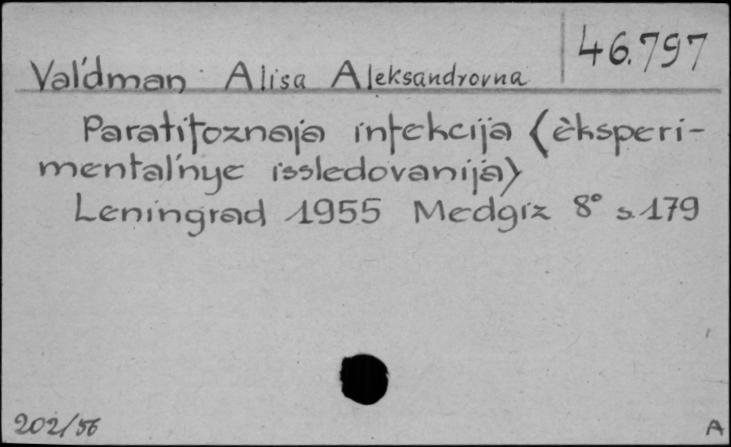 46.797
Val'dman Alisa Aleksandrovna
Paratifoznaja infekcija (èksperi-
mental'nye issledovanija)
Leningrad 1955 Medgiz 8° s. 179
202/56
A